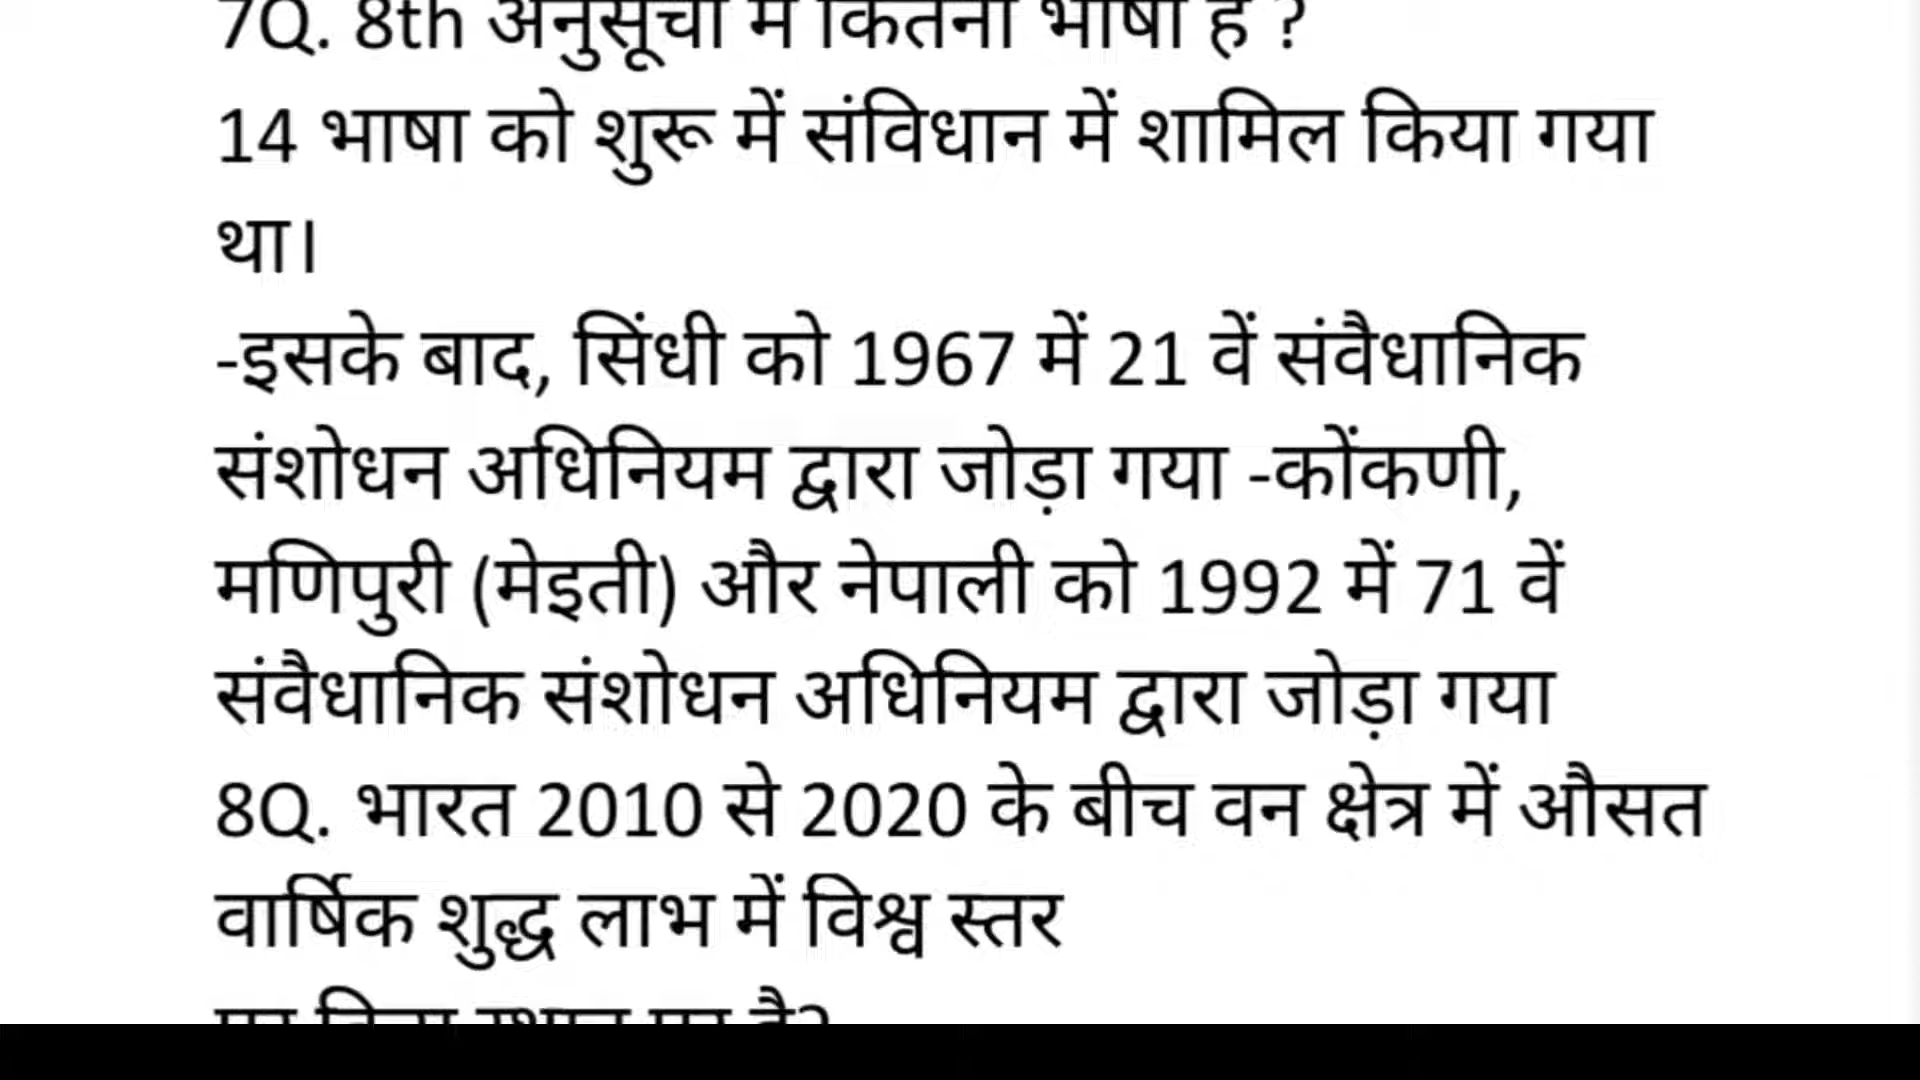 7Q. 8th अनुसूची में कितनी भाषा है ?
14 भाषा को शुरू में संविधान में शामिल किया गया
था।
-इसके बाद, सिंधी को 1967 में 21 वें संवैधानिक
संशोधन अधिनियम द्वारा जोड़ा गया -कोंकणी,
मणिपुरी (मेइती) और नेपाली को 1992 में 71 वें
संवैधानिक संशोधन अधिनियम द्वारा जोड़ा गया
8Q. भारत 2010 से 2020 के बीच वन क्षेत्र में औसत
वार्षिक शुद्ध लाभ में विश्व स्तर